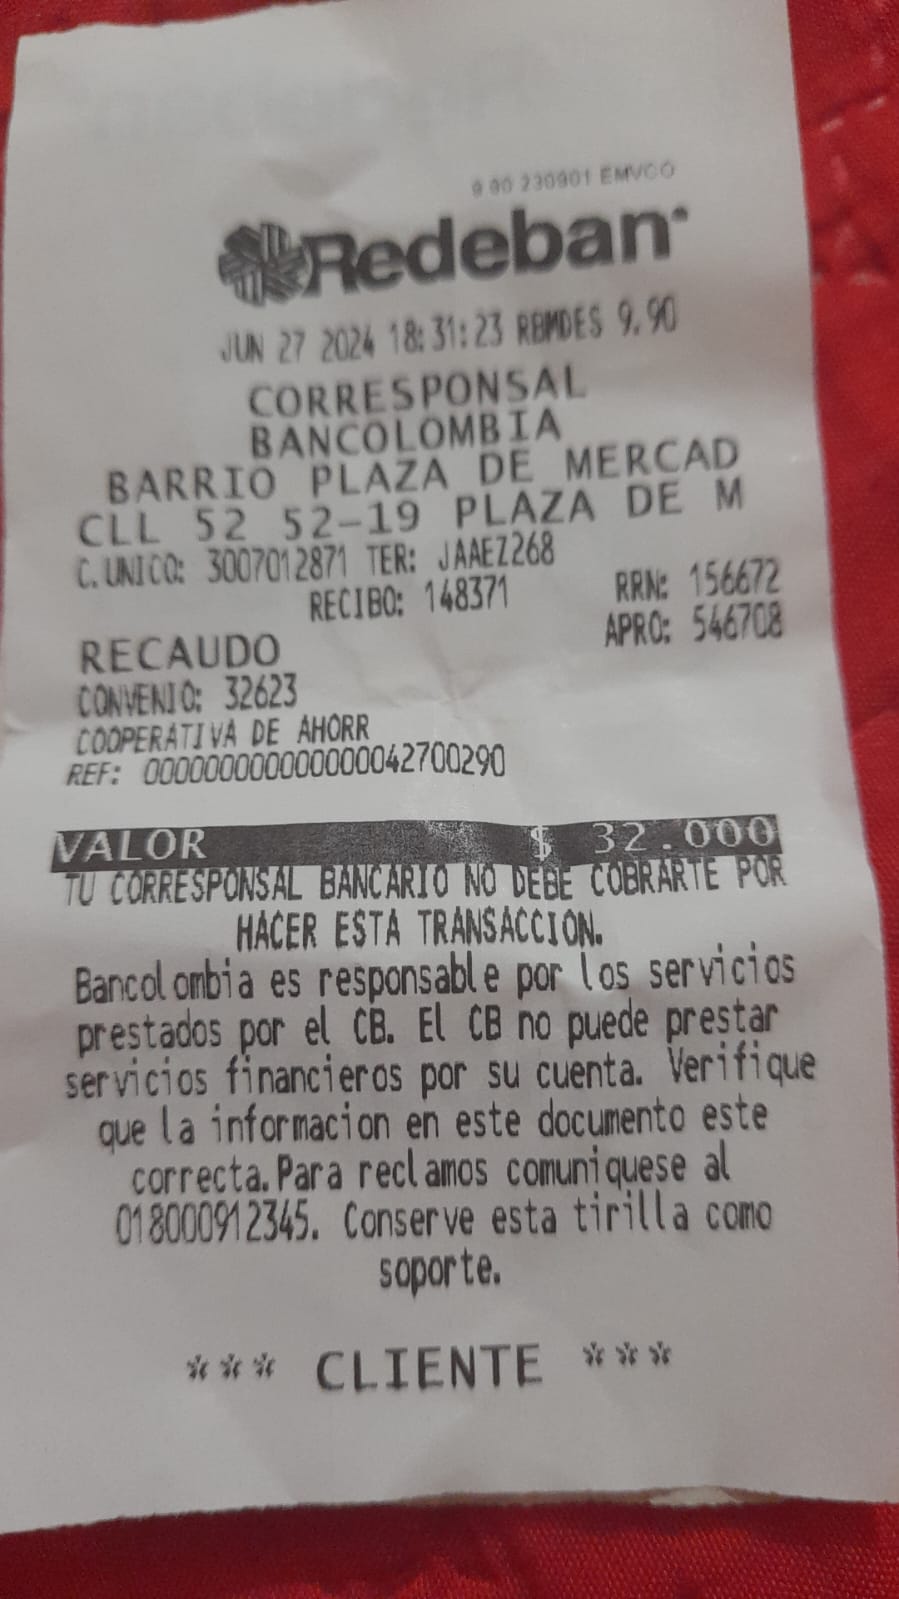 9.90 230901 EMVCO
Redeban
JUN 27 2024 18:31:23 RBMDES 9.90
CORRESPONSAL
BANCOLOMBIA
BARRIO PLAZA DE MERCAD
CLL 52 52-19 PLAZA DE M
C. UNICO: 3007012871 TER: JAAEZ268
RECIBO: 148371 RRN: 156672
RECAUDO APRO: 546708
CONVENIO: 32623
COOPERATIVA DE AHORR
REF: 000000000000000042700290
VALOR $ 32.000
TU CORRESPONSAL BANCARIO NO DEBE COBRARTE POR
HACER ESTA TRANSACCION.
Bancolombia es responsable por los servicios
prestados por el CB. El CB no puede prestar
servicios financieros por su cuenta. Verifique
que la informacion en este documento este
correcta. Para reclamos comuniquese al
018000912345. Conserve esta tirilla como
soporte.
*** CLIENTE ***